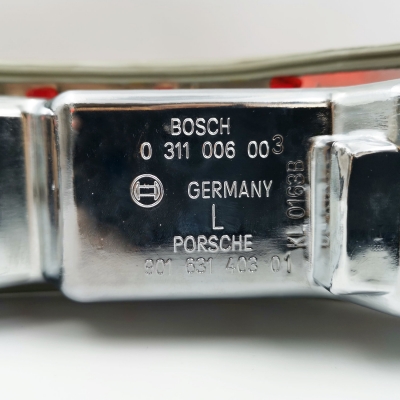 BOSCH
0 311 006 003
GERMANY
L
PORSCHE
901 631 403 01
KL 0163B